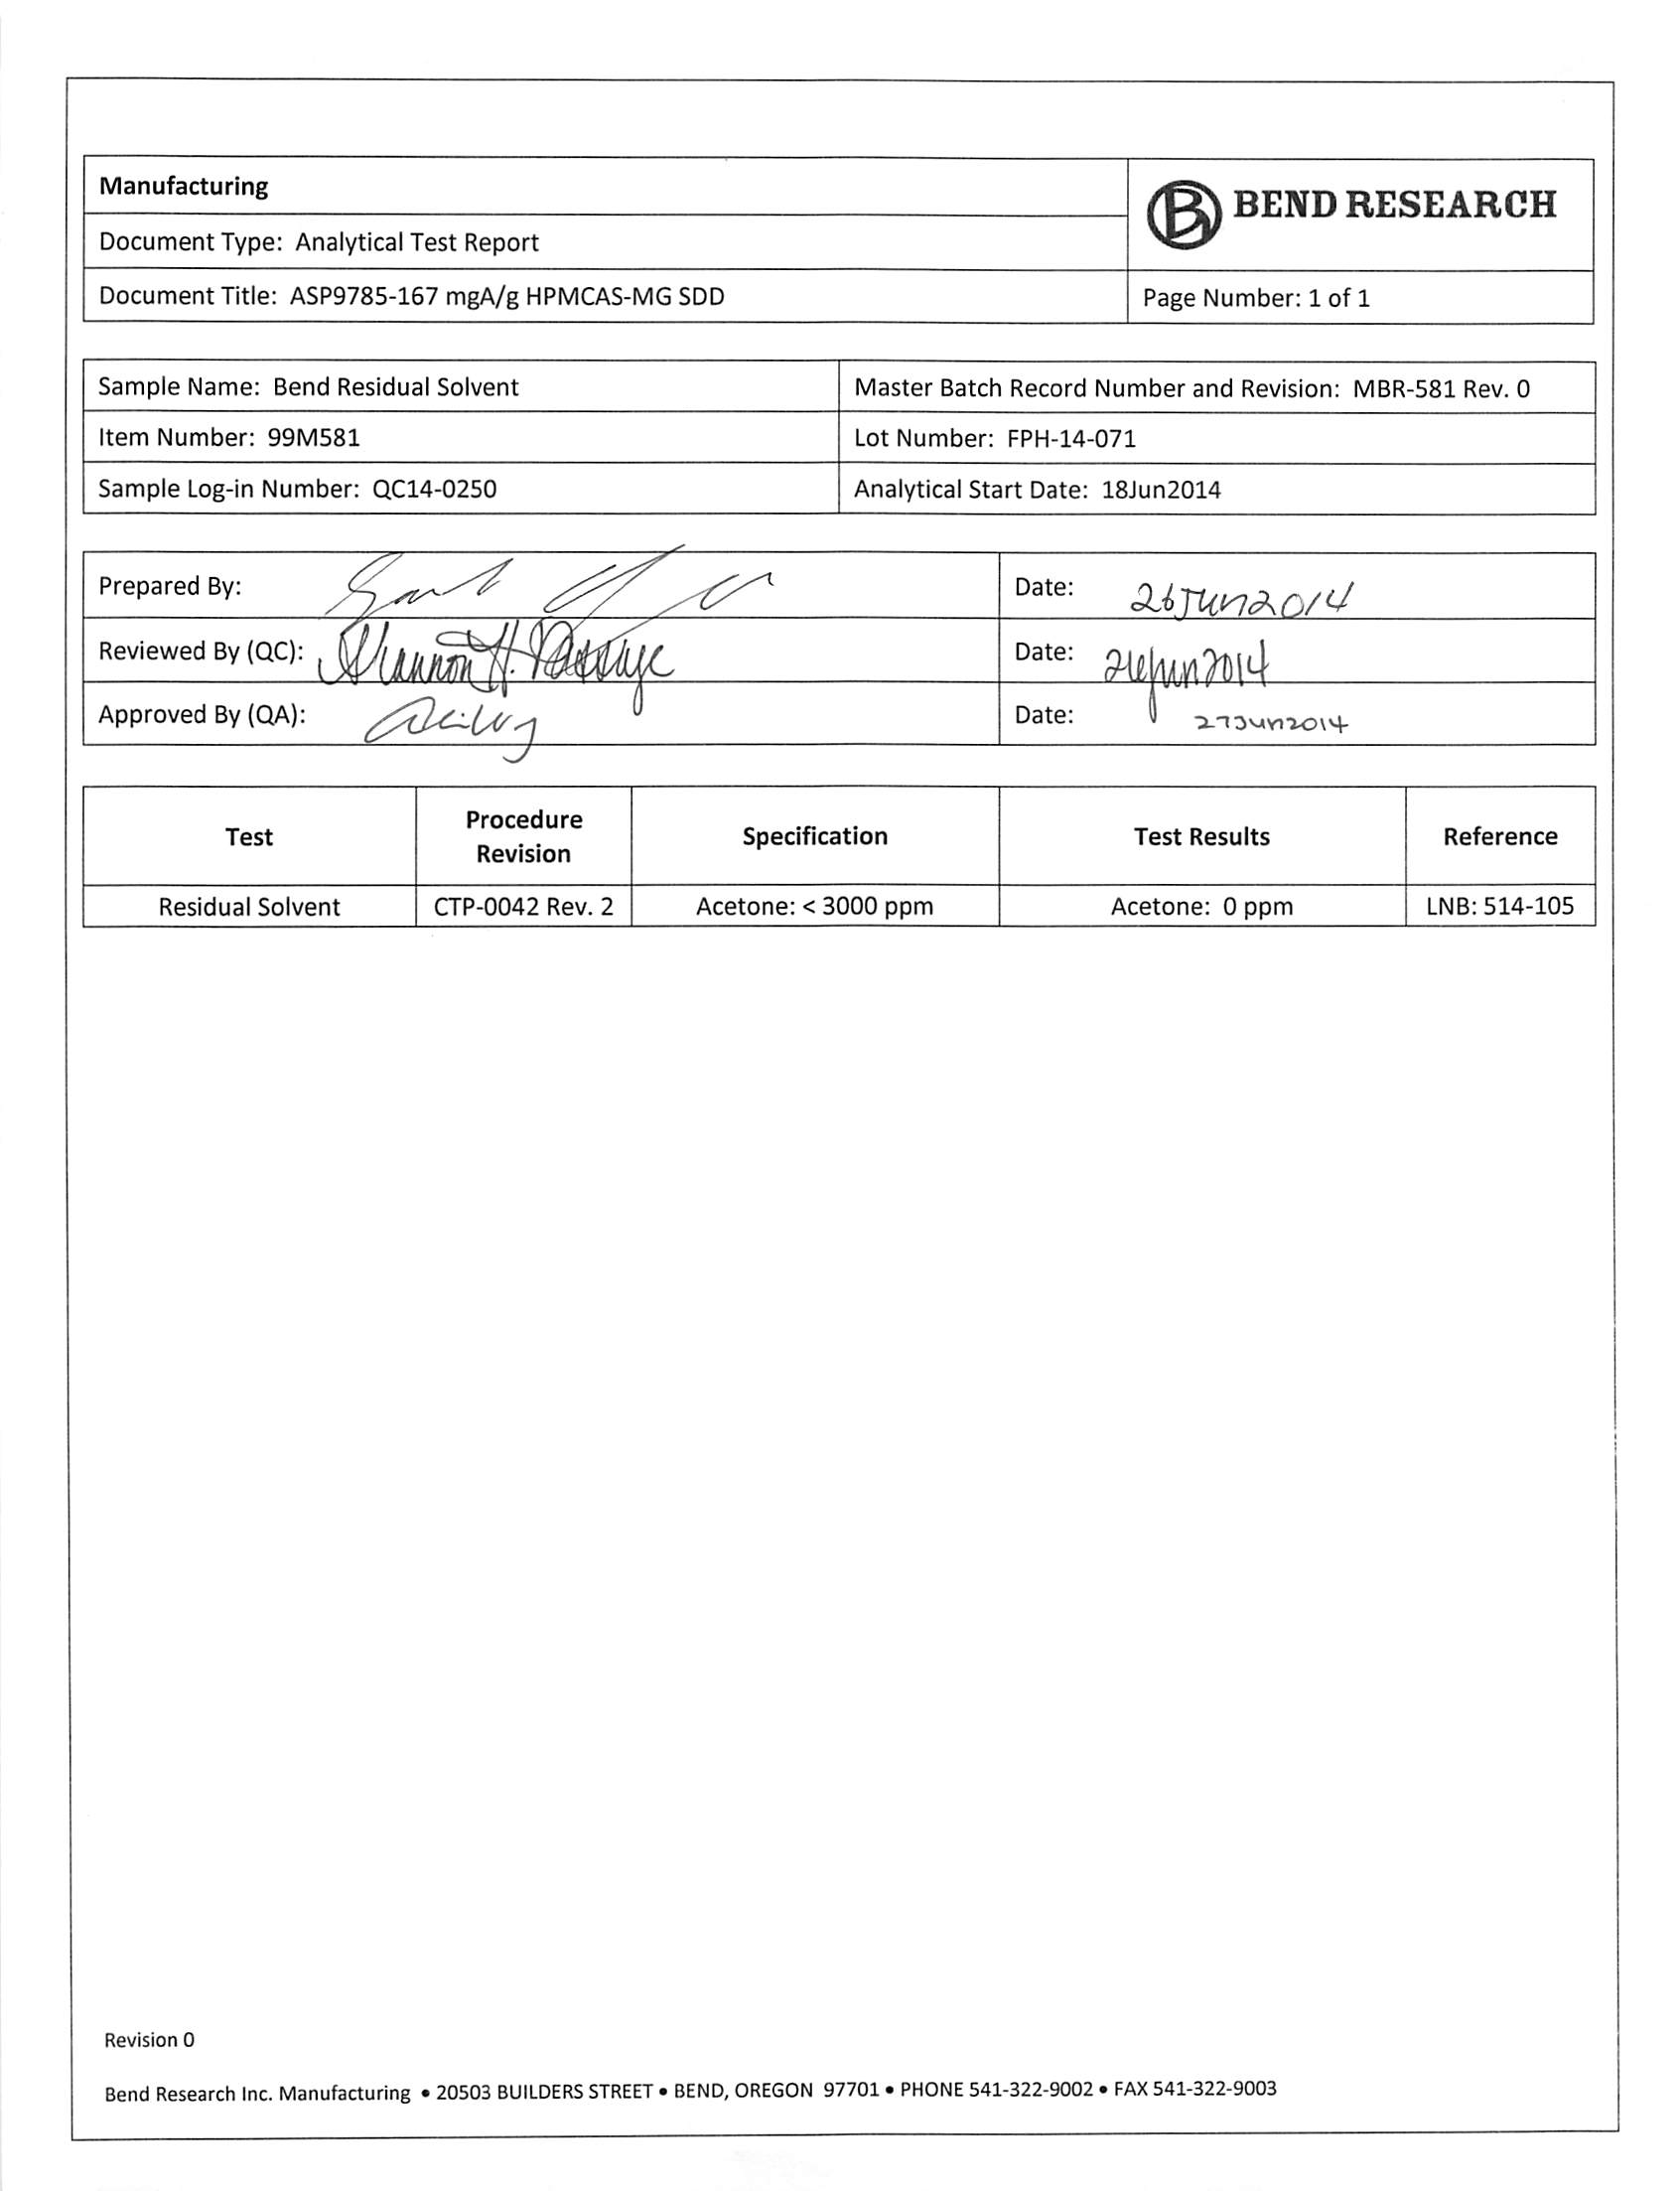 Manufacturing
BEND RESEARCH
Document Type: Analytical Test Report
Document Title: ASP9785-167 mgA/g HPMCAS-MG SDD
Page Number: 1 of 1
Sample Name: Bend Residual Solvent
Master Batch Record Number and Revision: MBR-581 Rev. 0
Item Number: 99M581
Lot Number: FPH-14-071
Sample Log-in Number: QC14-0250
Analytical Start Date: 18Jun2014
Prepared By:
Date: 26Jun2014
Reviewed By (QC): Shannon H.
Date: 26Jun2014
Approved By (QA):
Date: 27Jun2014
Test
Procedure
Revision
Specification
Test Results
Reference
Residual Solvent
CTP-0042 Rev. 2
Acetone: < 3000 ppm
Acetone: 0 ppm
LNB: 514-105
Revision 0
Bend Research Inc. Manufacturing • 20503 BUILDERS STREET • BEND, OREGON 97701 • PHONE 541-322-9002 • FAX 541-322-9003